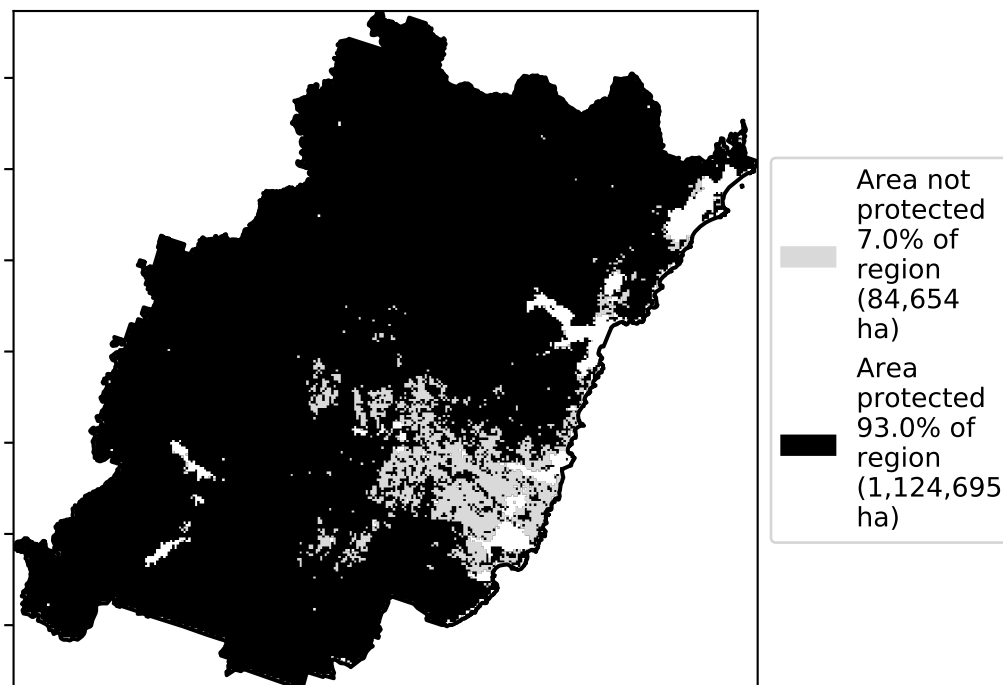 Area not
protected
7.0% of
region
(84,654
ha)
Area
protected
93.0% of
region
(1,124,695
ha)